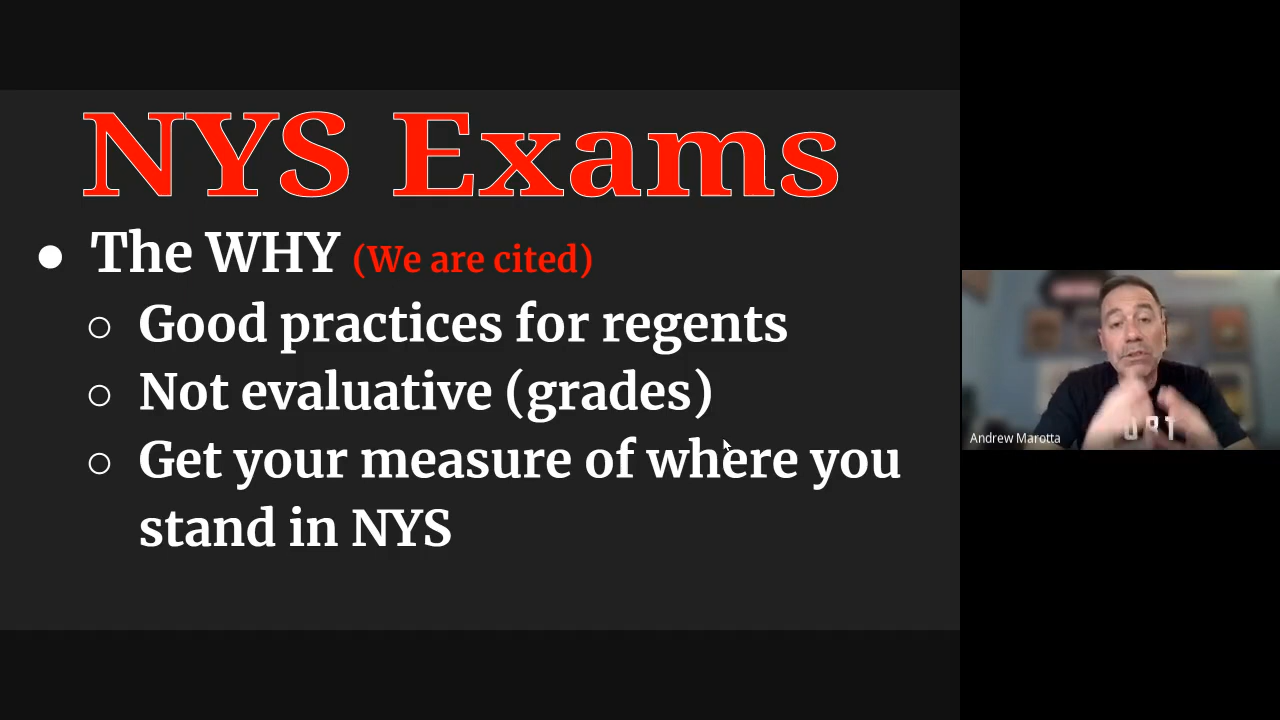 NYS Exams
● The WHY (We are cited)
○ Good practices for regents
○ Not evaluative (grades)
○ Get your measure of where you
stand in NYS
Andrew Marotta